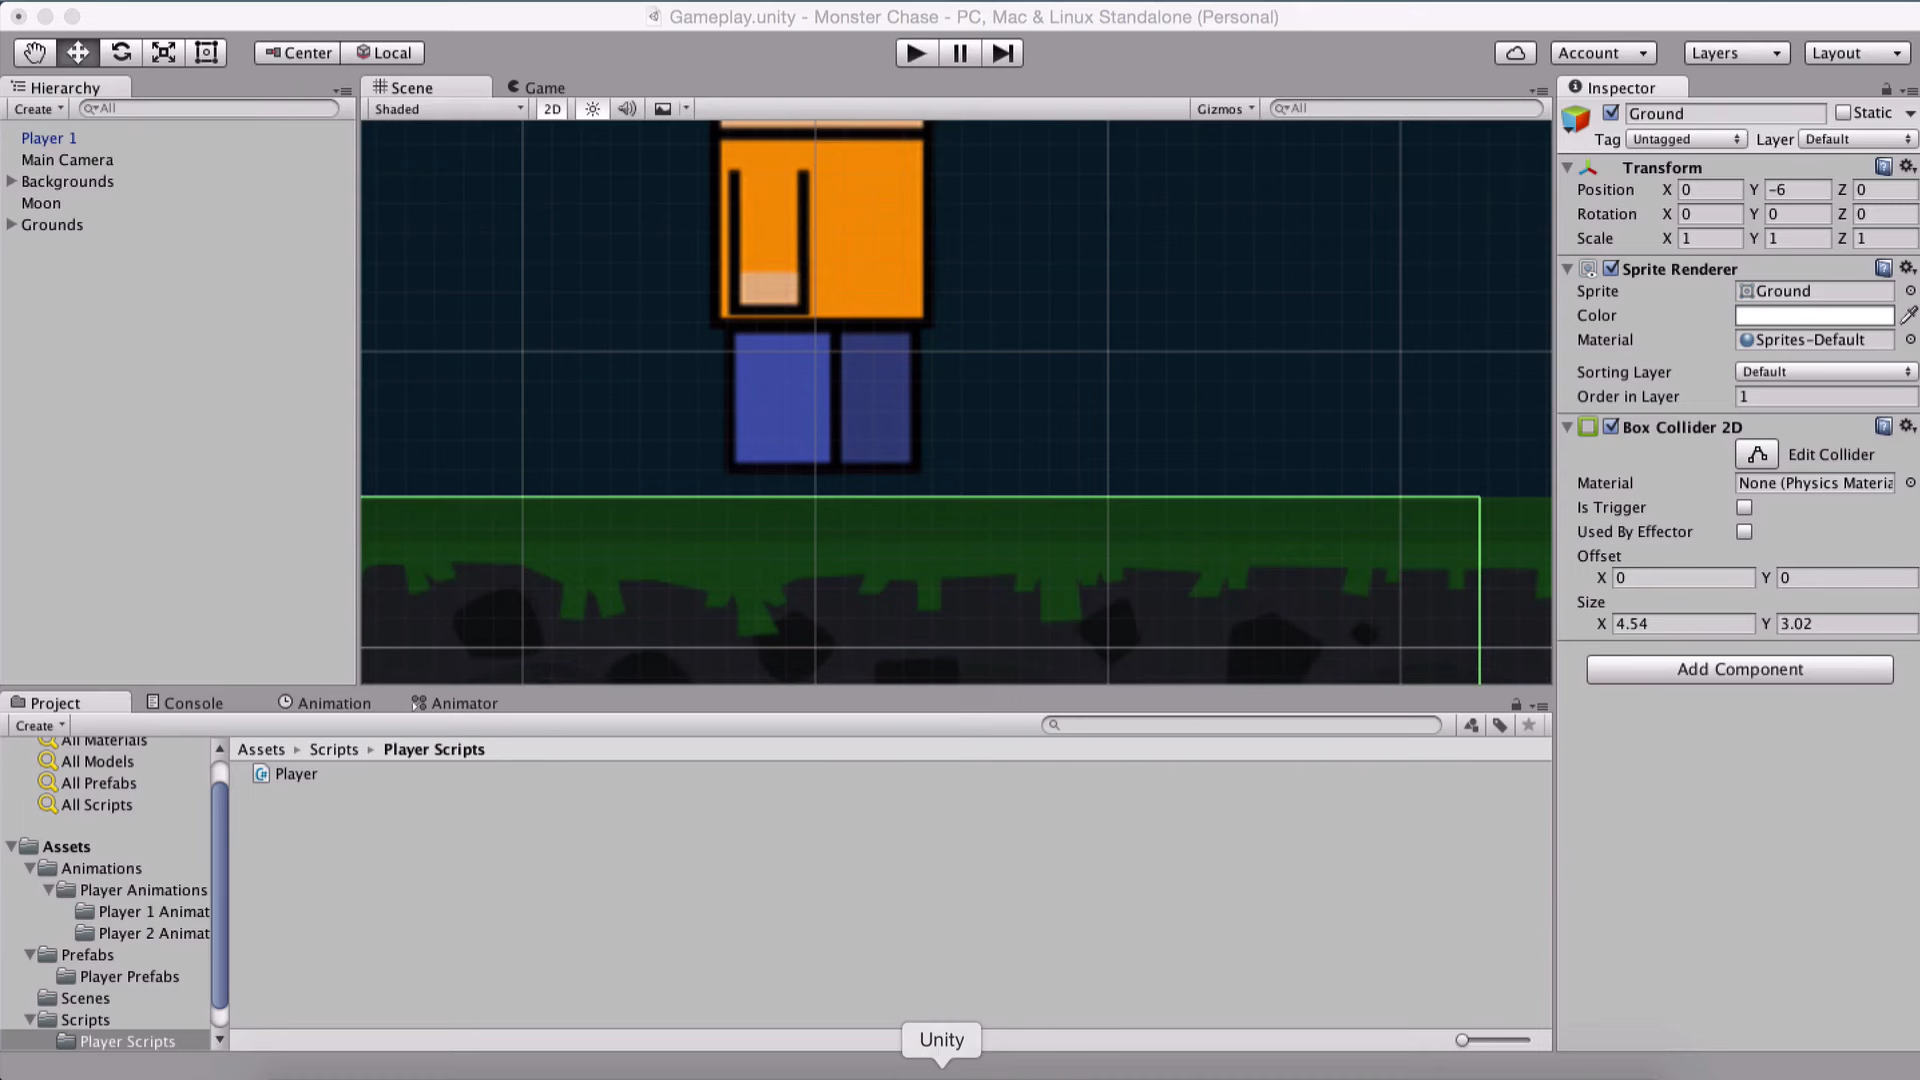 Gameplay.unity - Monster Chase - PC, Mac & Linux Standalone (Personal)
Center Local
Account Layers Layout
Hierarchy
Create All
Player 1
Main Camera
Backgrounds
Moon
Grounds
Scene Game
Shaded 2D Gizmos All
Inspector
Ground Static
Tag Untagged Layer Default
Transform
Position X 0 Y -6 Z 0
Rotation X 0 Y 0 Z 0
Scale X 1 Y 1 Z 1
Sprite Renderer
Sprite Ground
Color
Material Sprites-Default
Sorting Layer Default
Order in Layer 1
Box Collider 2D
Edit Collider
Material None (Physics Materia
Is Trigger
Used By Effector
Offset
X 0 Y 0
Size
X 4.54 Y 3.02
Add Component
Project Console Animation Animator
Create
All Materials
All Models
All Prefabs
All Scripts
Assets
Animations
Player Animations
Player 1 Animat
Player 2 Animat
Prefabs
Player Prefabs
Scenes
Scripts
Player Scripts
Assets Scripts Player Scripts
Player
Unity